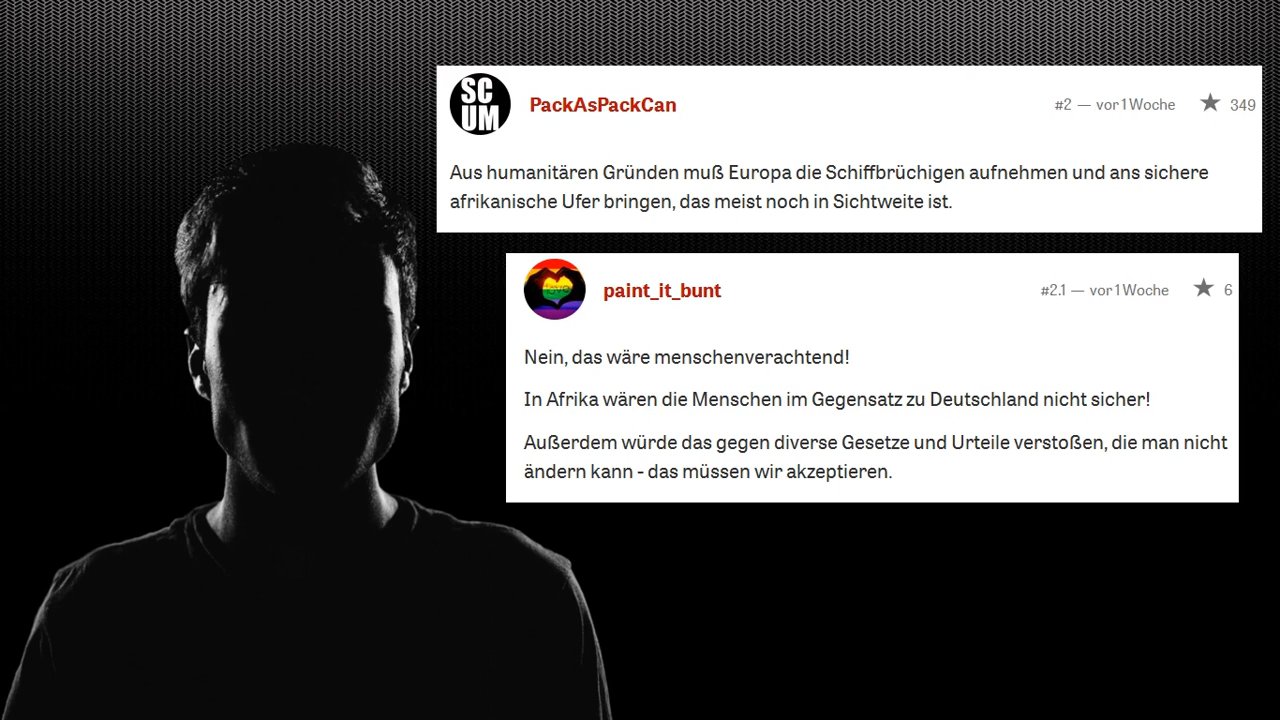 SC
UM
PackAsPackCan
#2 — vor 1 Woche
349
Aus humanitären Gründen muß Europa die Schiffbrüchigen aufnehmen und ans sichere
afrikanische Ufer bringen, das meist noch in Sichtweite ist.
paint_it_bunt
#2.1 — vor 1 Woche
6
Nein, das wäre menschenverachtend!
In Afrika wären die Menschen im Gegensatz zu Deutschland nicht sicher!
Außerdem würde das gegen diverse Gesetze und Urteile verstoßen, die man nicht
ändern kann - das müssen wir akzeptieren.